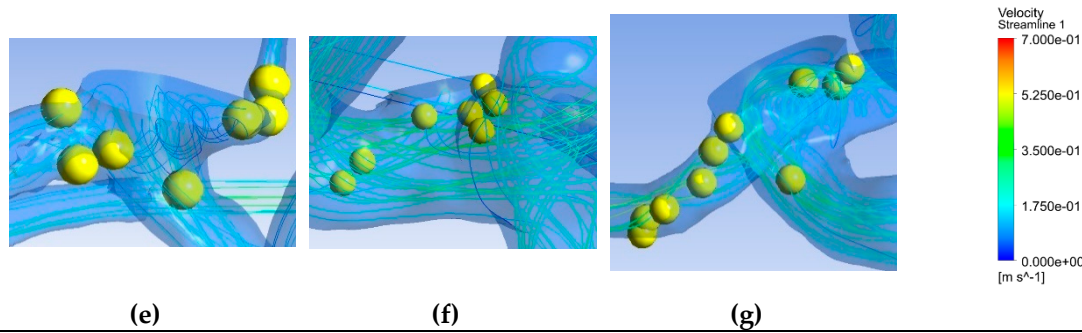 Velocity
Streamline 1
7.000e-01
5.250e-01
3.500e-01
1.750e-01
0.000e+00
[m s^-1]
(e) (f) (g)